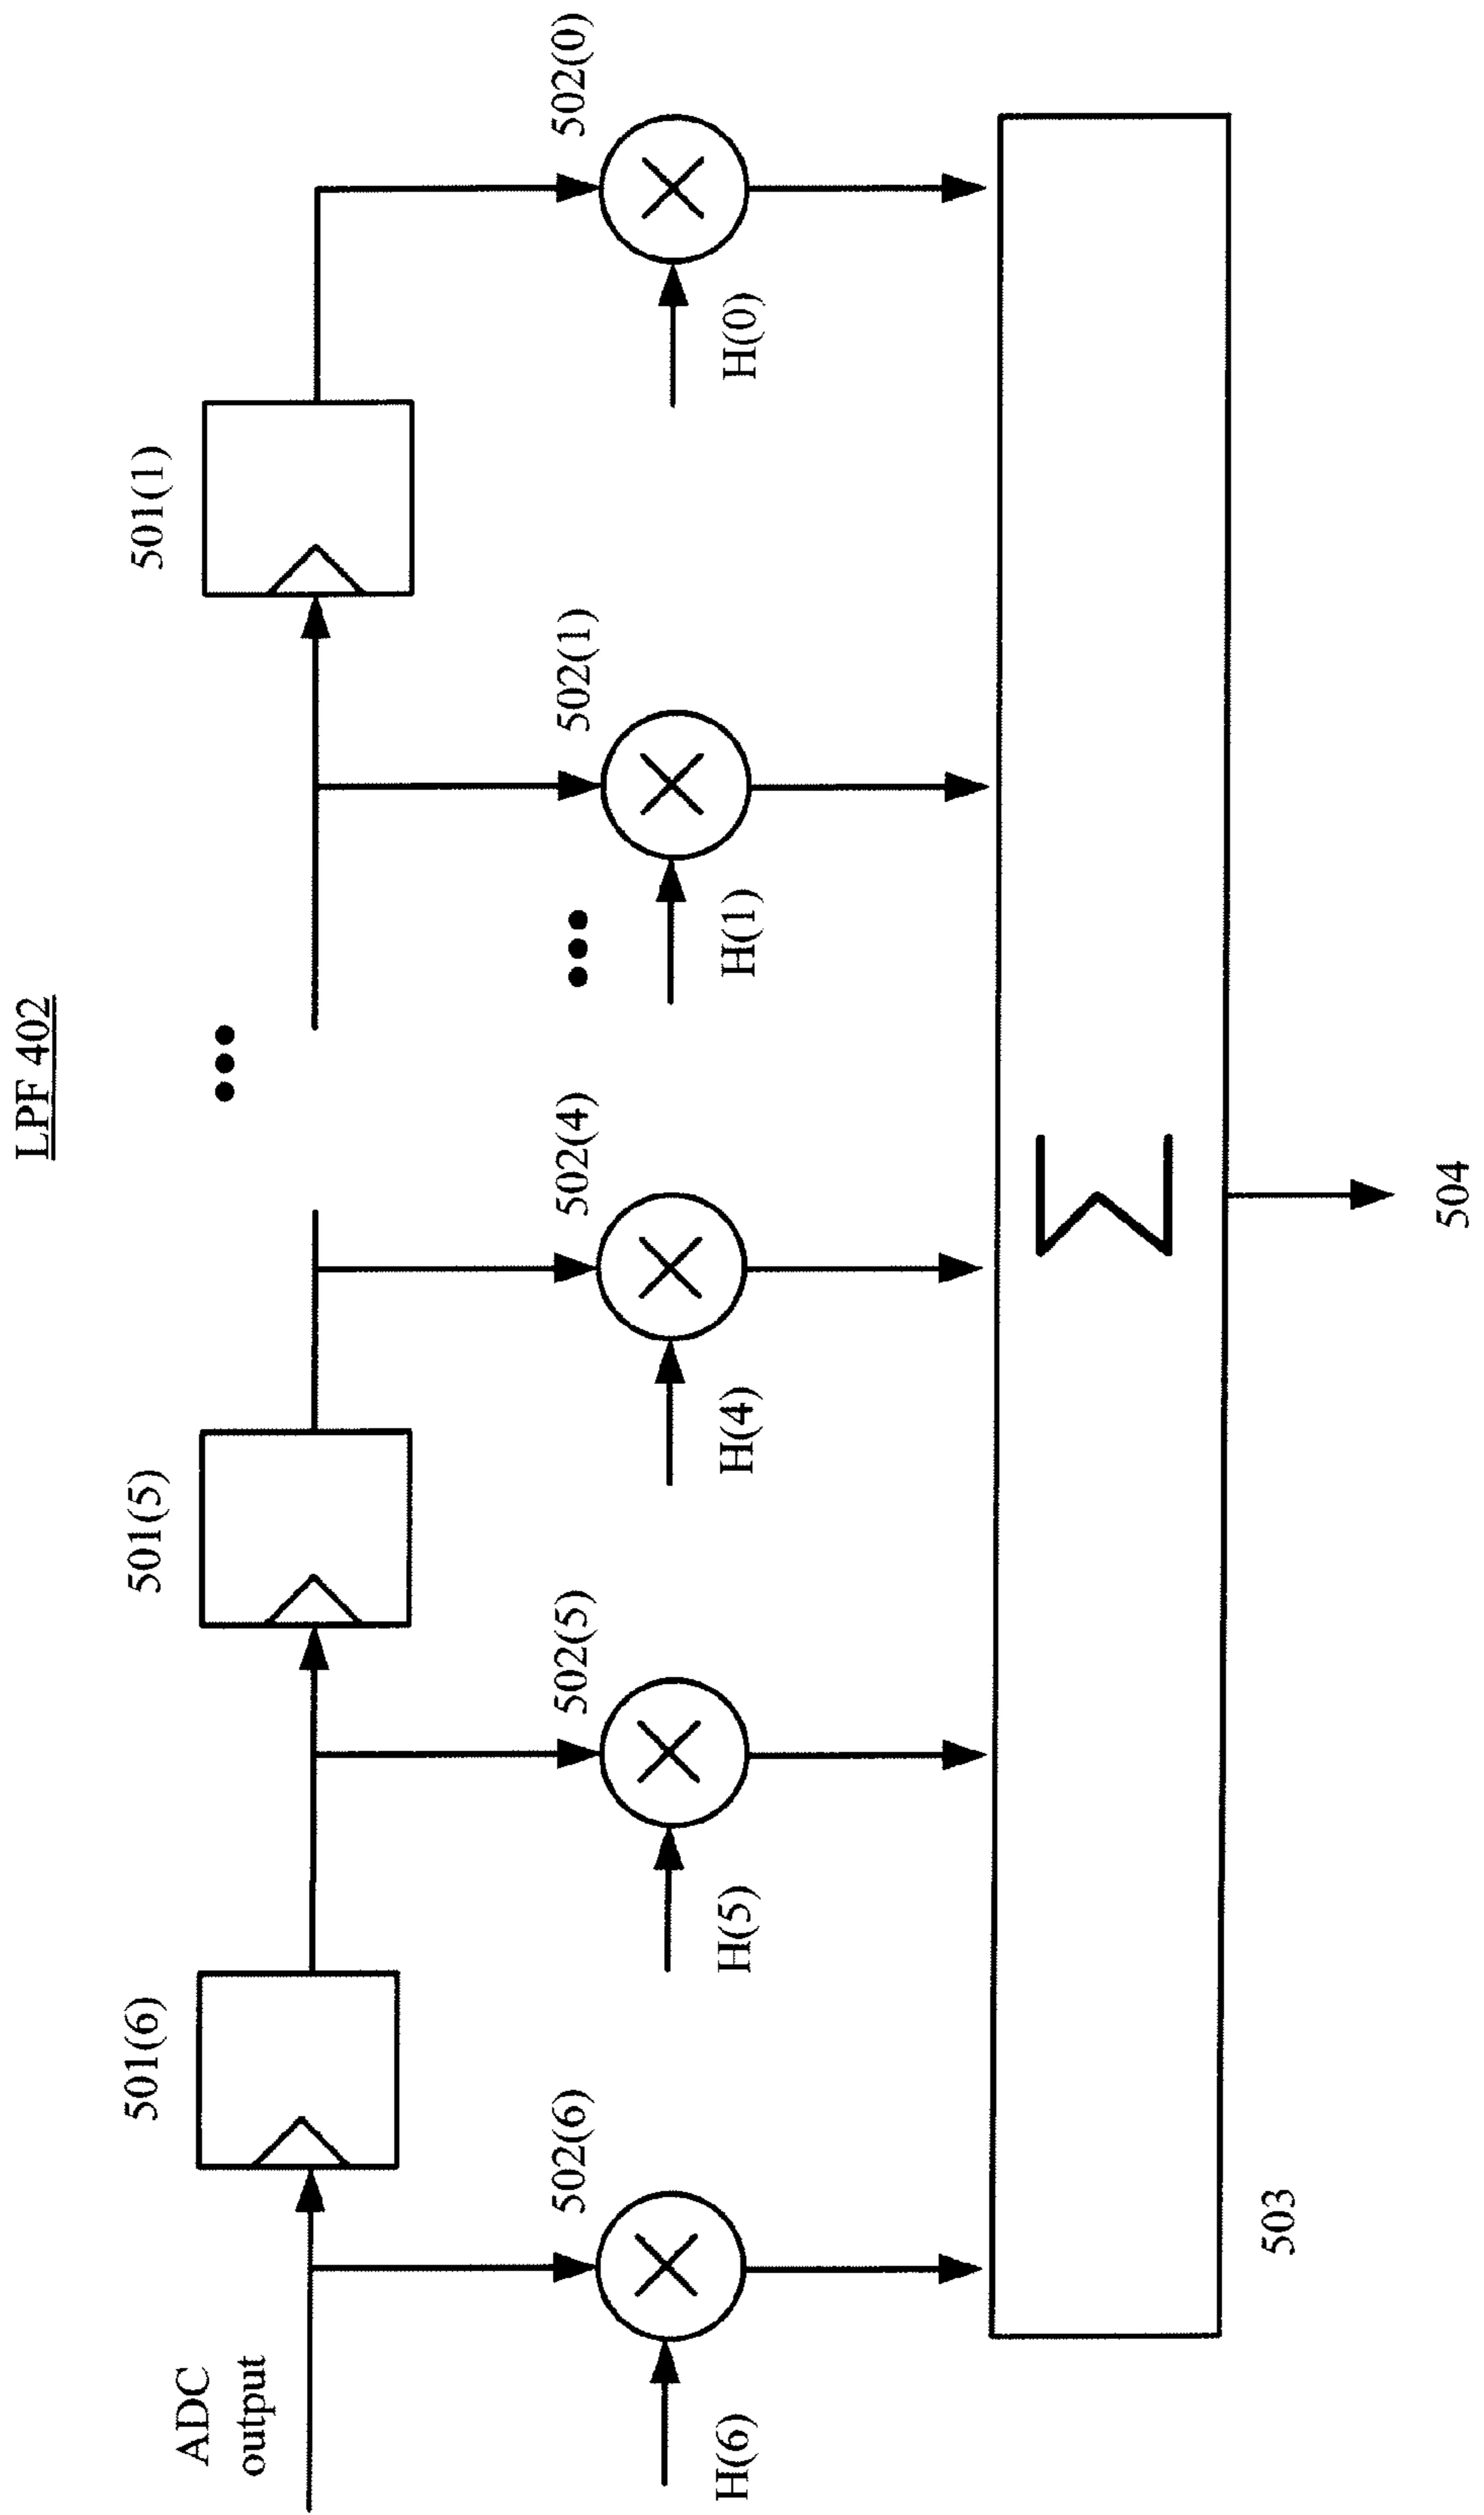 LPF 402
ADC
output
501(6)
501(5)
501(1)
502(6)
502(5)
502(4)
502(1)
502(0)
H(6)
H(5)
H(4)
H(1)
H(0)
Σ
503
504